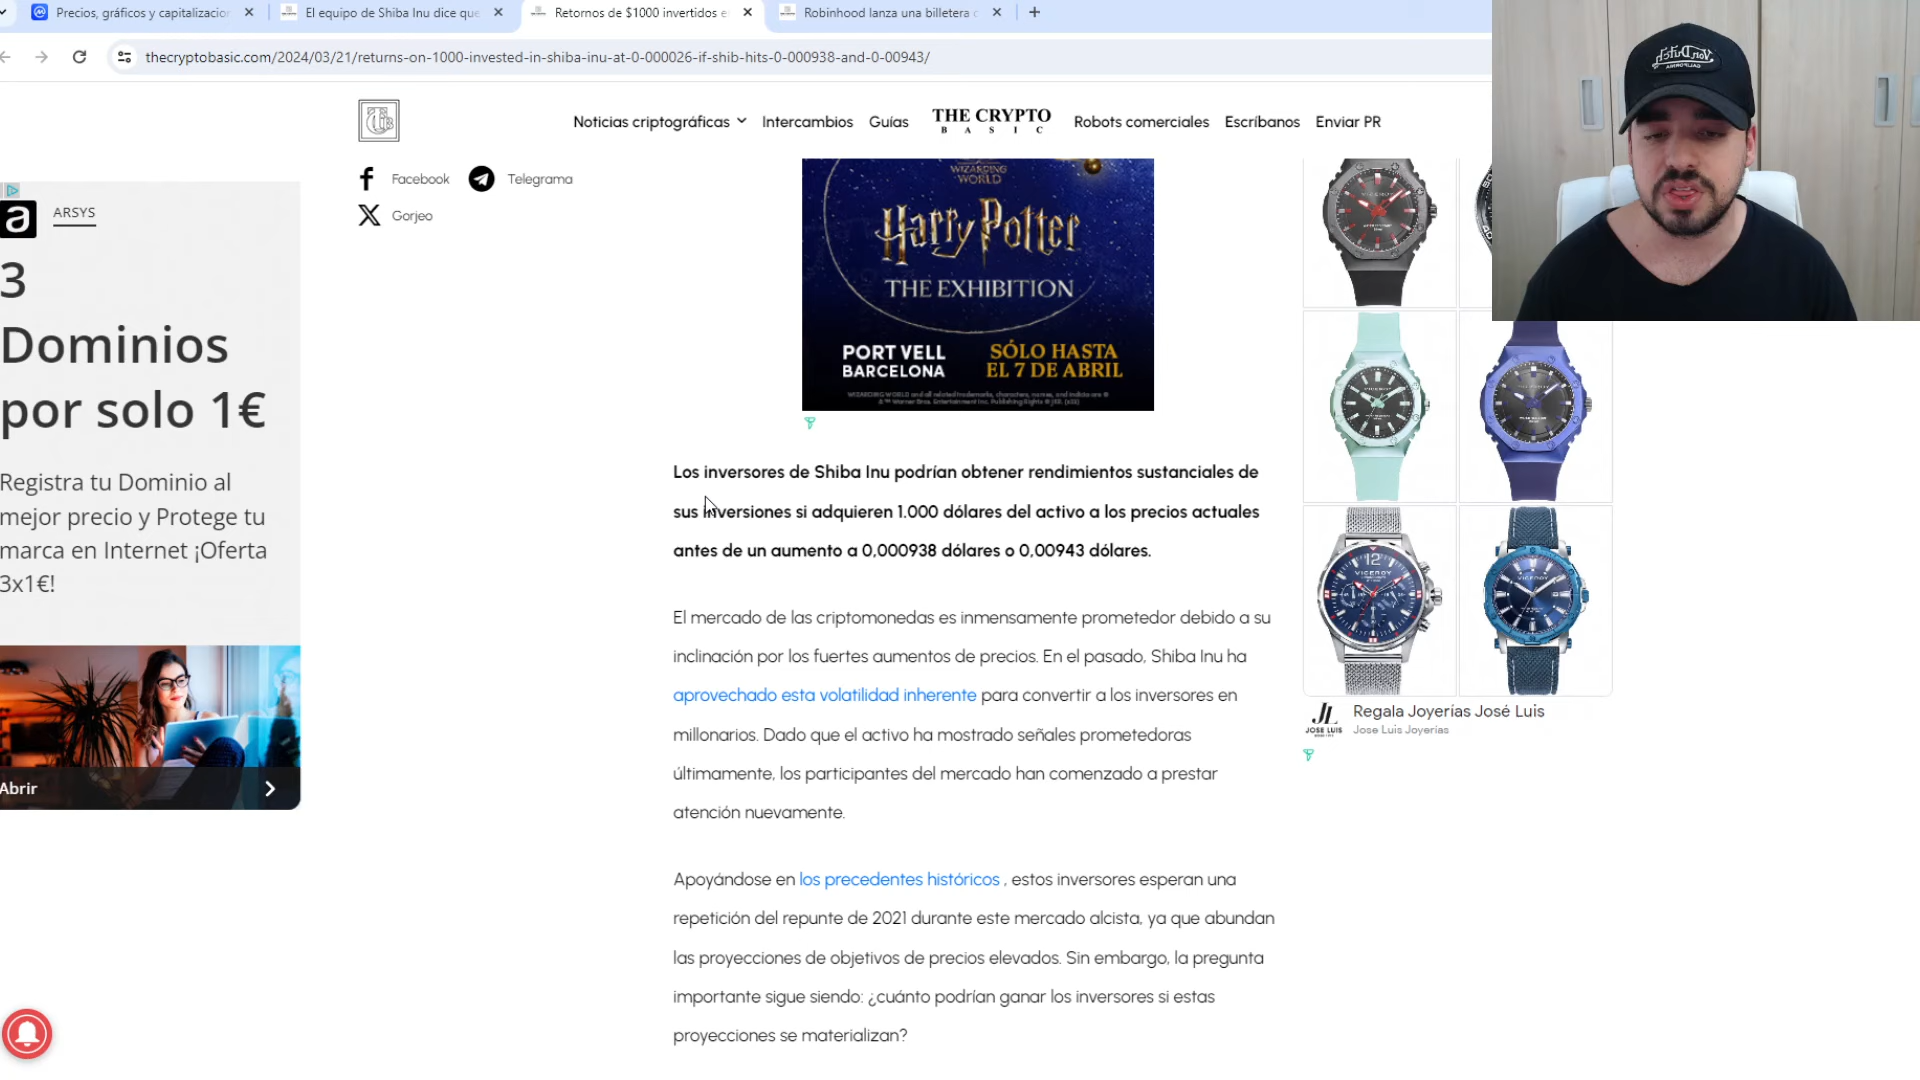 Precios, gráficos y capitalizacion
El equipo de Shiba Inu dice que
Retornos de $1000 invertidos e
Robinhood lanza una billetera c
thecryptobasic.com/2024/03/21/returns-on-1000-invested-in-shiba-inu-at-0-000026-if-shib-hits-0-000938-and-0-00943/
Noticias criptográficas
Intercambios
Guías
THE CRYPTO
BASIC
Robots comerciales
Escríbanos
Enviar PR
Facebook
Telegrama
Gorjeo
ARSYS
3
Dominios
por solo 1€
Registra tu Dominio al
mejor precio y Protege tu
marca en Internet ¡Oferta
3x1€!
Abrir
WIZARDING
WORLD
Harry Potter
THE EXHIBITION
PORT VELL
BARCELONA
SÓLO HASTA
EL 7 DE ABRIL
Los inversores de Shiba Inu podrían obtener rendimientos sustanciales de
sus inversiones si adquieren 1.000 dólares del activo a los precios actuales
antes de un aumento a 0,000938 dólares o 0,00943 dólares.
El mercado de las criptomonedas es inmensamente prometedor debido a su
inclinación por los fuertes aumentos de precios. En el pasado, Shiba Inu ha
aprovechado esta volatilidad inherente para convertir a los inversores en
millonarios. Dado que el activo ha mostrado señales prometedoras
últimamente, los participantes del mercado han comenzado a prestar
atención nuevamente.
Apoyándose en los precedentes históricos , estos inversores esperan una
repetición del repunte de 2021 durante este mercado alcista, ya que abundan
las proyecciones de objetivos de precios elevados. Sin embargo, la pregunta
importante sigue siendo: ¿cuánto podrían ganar los inversores si estas
proyecciones se materializan?
VICEROY
12
VICEROY
JL
JOSE LUIS
Regala Joyerías José Luis
Jose Luis Joyerías